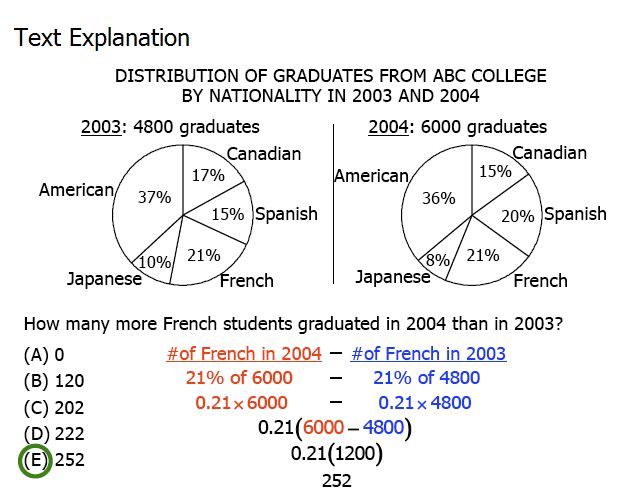 Text Explanation
DISTRIBUTION OF GRADUATES FROM ABC COLLEGE
BY NATIONALITY IN 2003 AND 2004
2003: 4800 graduates
Canadian
17%
American
37%
15%
Spanish
10%
21%
Japanese
French
2004: 6000 graduates
Canadian
15%
American
36%
20%
Spanish
8%
21%
Japanese
French
How many more French students graduated in 2004 than in 2003?
(A) 0
(B) 120
(C) 202
(D) 222
(E) 252
#of French in 2004 − #of French in 2003
21% of 6000 − 21% of 4800
0.21×6000 − 0.21×4800
0.21(6000−4800)
0.21(1200)
252